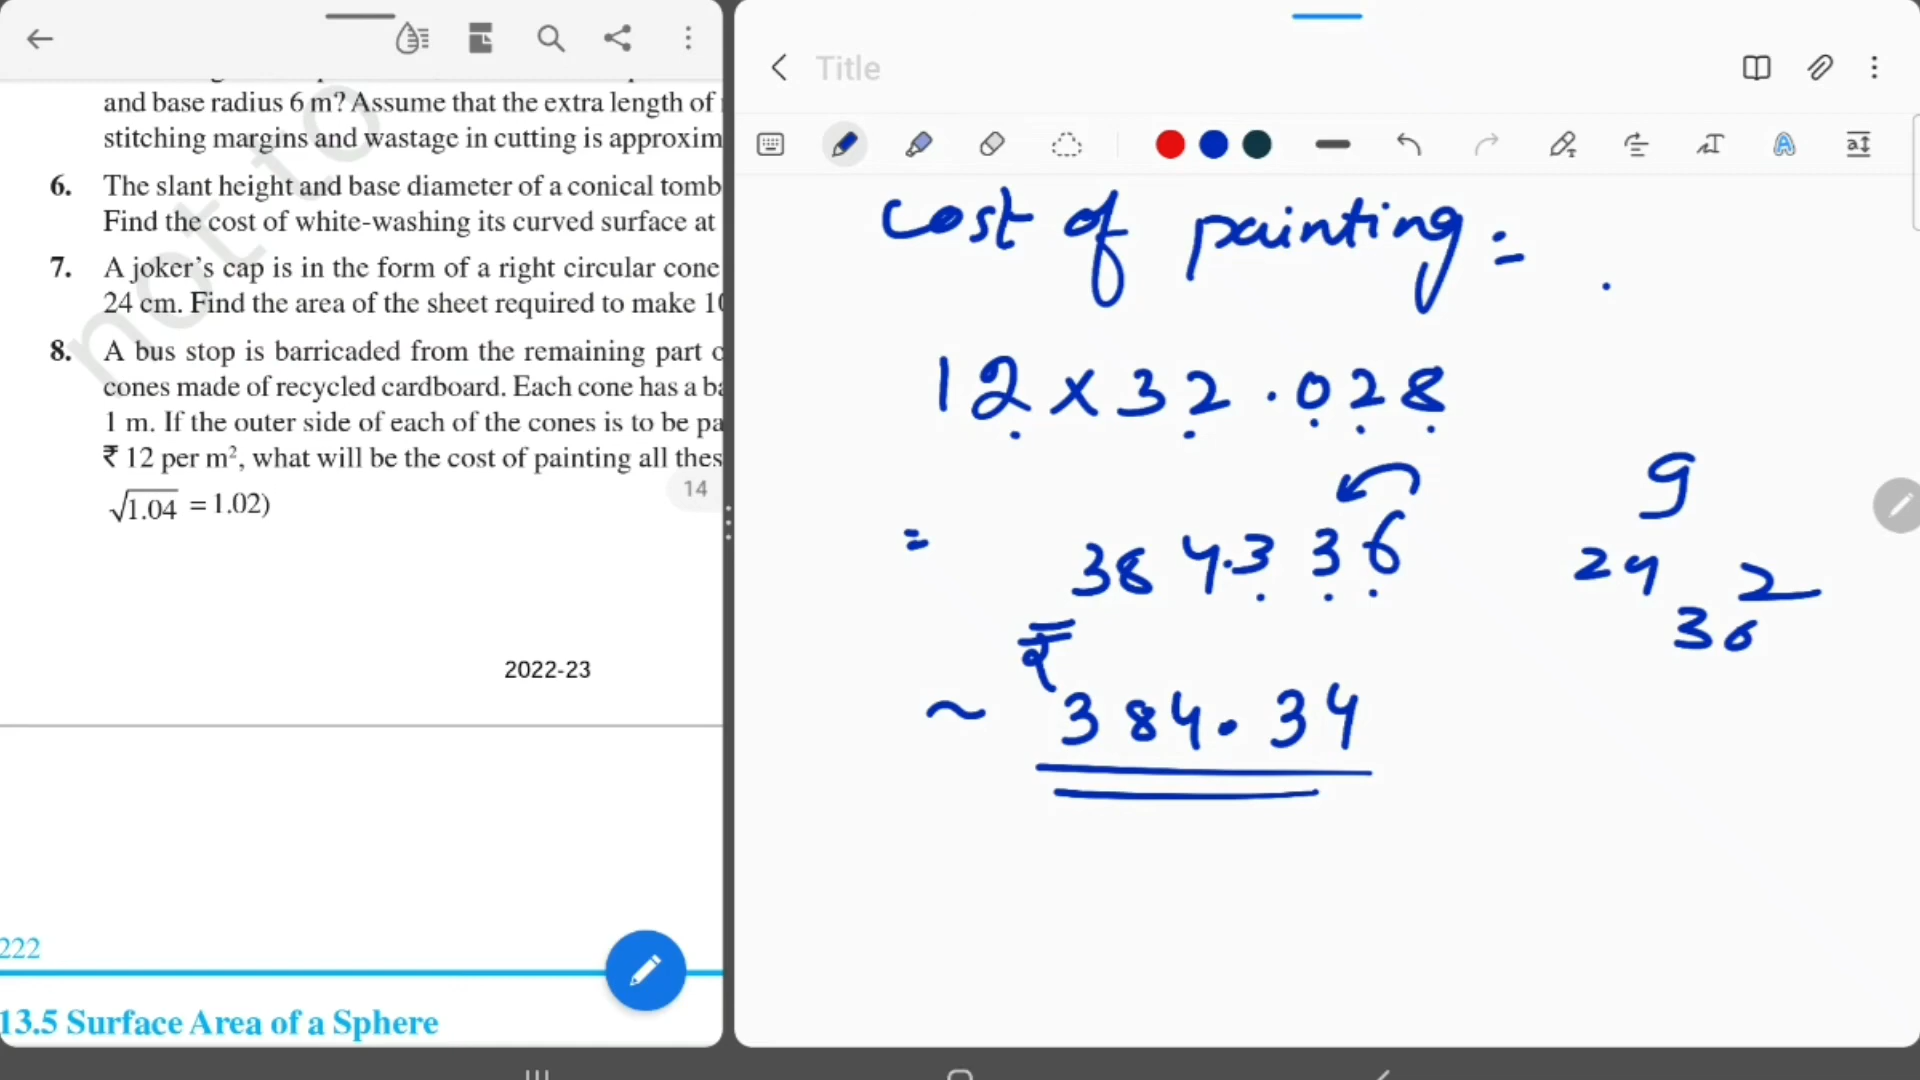 and base radius 6 m? Assume that the extra length of
stitching margins and wastage in cutting is approxim
6. The slant height and base diameter of a conical tomb
Find the cost of white-washing its curved surface at
7. A joker's cap is in the form of a right circular cone
24 cm. Find the area of the sheet required to make 10
8. A bus stop is barricaded from the remaining part o
cones made of recycled cardboard. Each cone has a ba
1 m. If the outer side of each of the cones is to be pa
₹ 12 per m², what will be the cost of painting all thes
√1.04 = 1.02)
14
2022-23
222
13.5 Surface Area of a Sphere
not to
Title
cost of painting =
12 x 32.028
= 384.336
~ ₹ 384.34
9
24 2
36